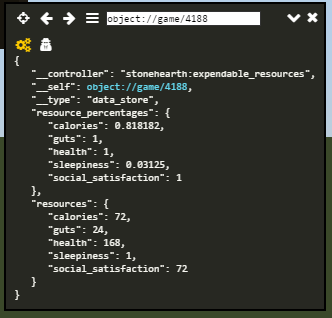 object://game/4188
{
"__controller": "stonehearth:expendable_resources",
"__self": object://game/4188,
"__type": "data_store",
"resource_percentages": {
"calories": 0.818182,
"guts": 1,
"health": 1,
"sleepiness": 0.03125,
"social_satisfaction": 1
},
"resources": {
"calories": 72,
"guts": 24,
"health": 168,
"sleepiness": 1,
"social_satisfaction": 72
}
}